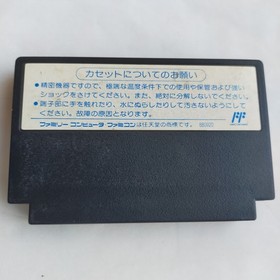 カセットについてのお願い
●精密機器ですので、極端な温度条件下での使用や保管および強い
ショックをさけてください。また、絶対に分解しないでください。
●端子部に手を触れたり、水にぬらしたりして汚さないようにして
ください。故障の原因となります。
ファミリーコンピュータ・ファミコンは任天堂の商標です。